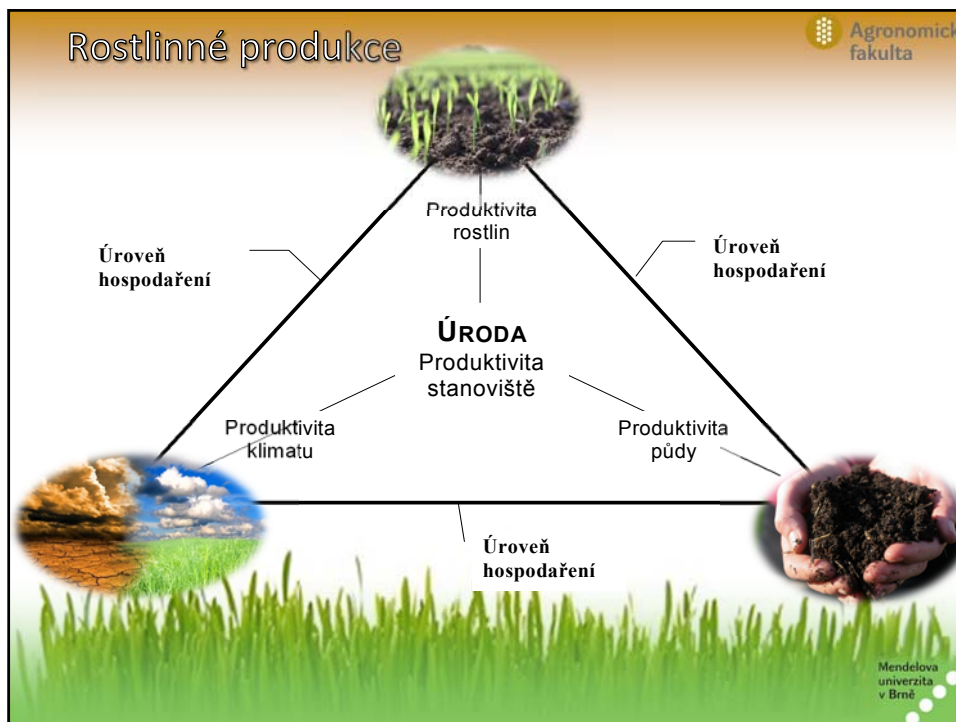 Rostlinné produkce
Agronomick
fakulta
Produktivita
rostlin
Úroveň
hospodaření
Úroveň
hospodaření
ÚRODA
Produktivita
stanoviště
Produktivita
klimatu
Produktivita
půdy
Úroveň
hospodaření
Mendelova
univerzita
v Brně